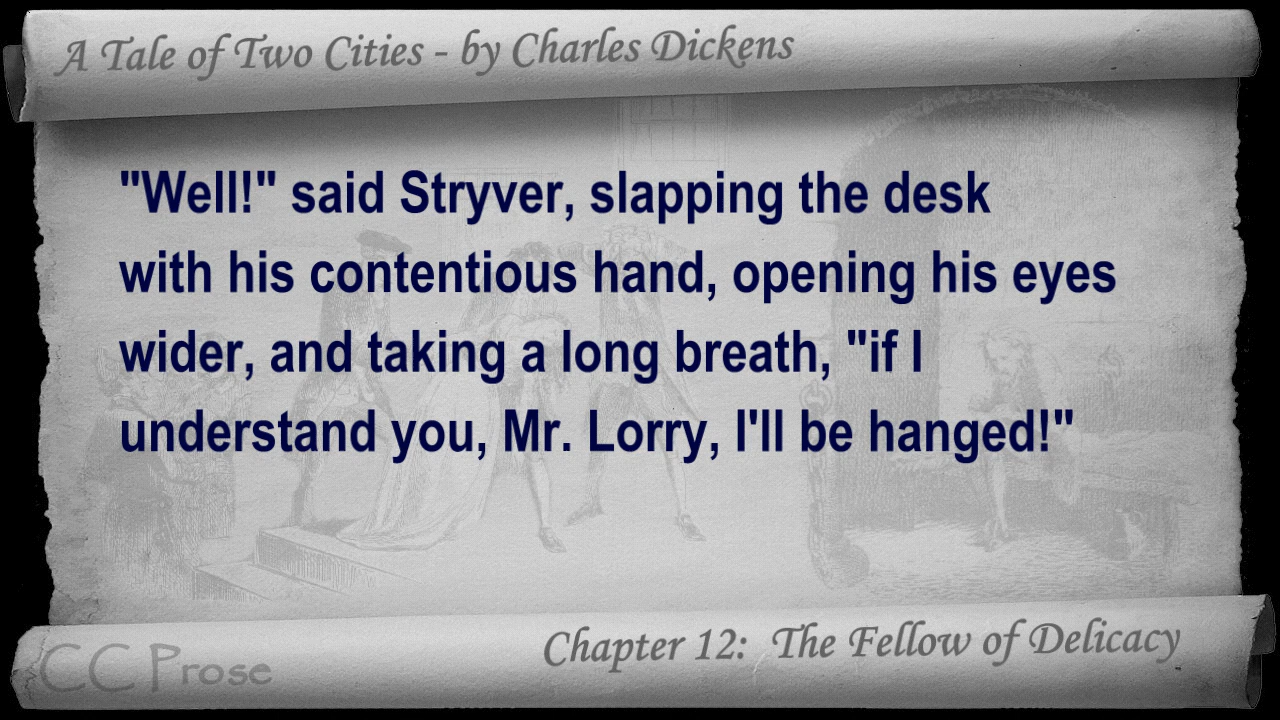 A Tale of Two Cities - by Charles Dickens
"Well!" said Stryver, slapping the desk
with his contentious hand, opening his eyes
wider, and taking a long breath, "if I
understand you, Mr. Lorry, I'll be hanged!"
Chapter 12: The Fellow of Delicacy
CC Prose